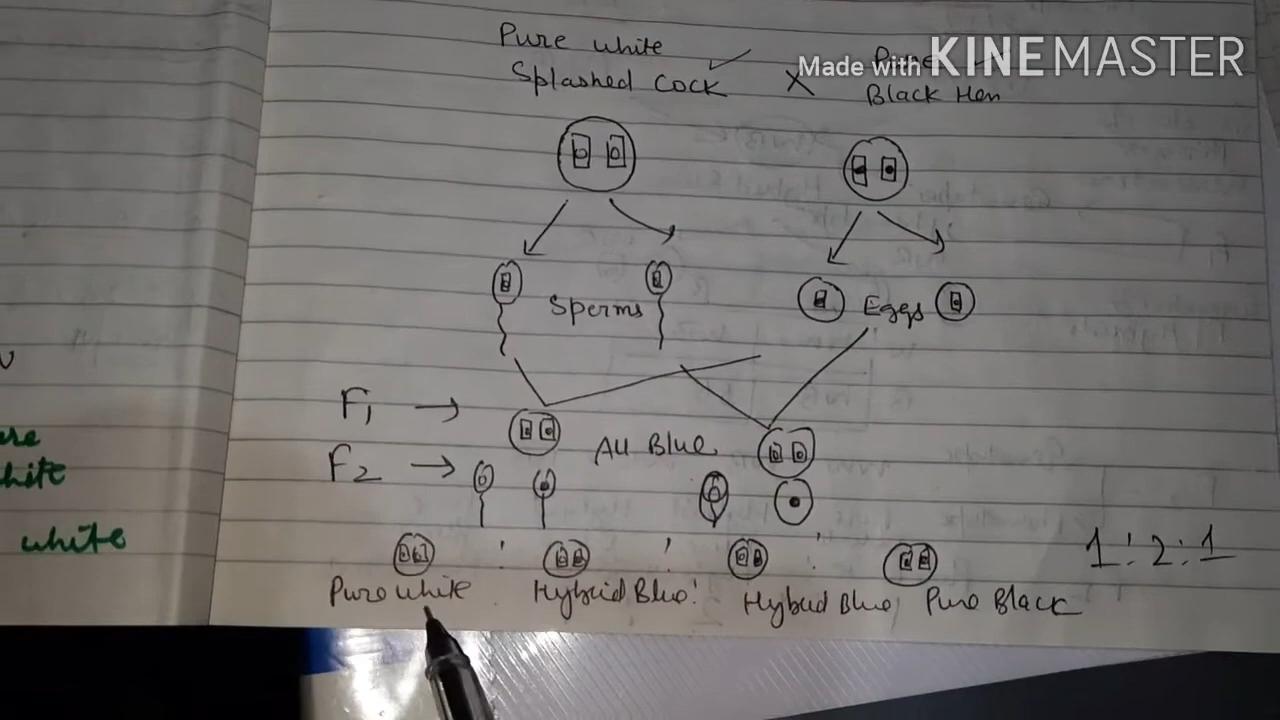 Pure white
Splashed Cock
X
Black Hen
Made with KINEMASTER
Sperms
Eggs
F1 →
All Blue
F2 →
1:2:1
Pure white : Hybrid Blue : Hybrid Blue : Pure Black
hite
white